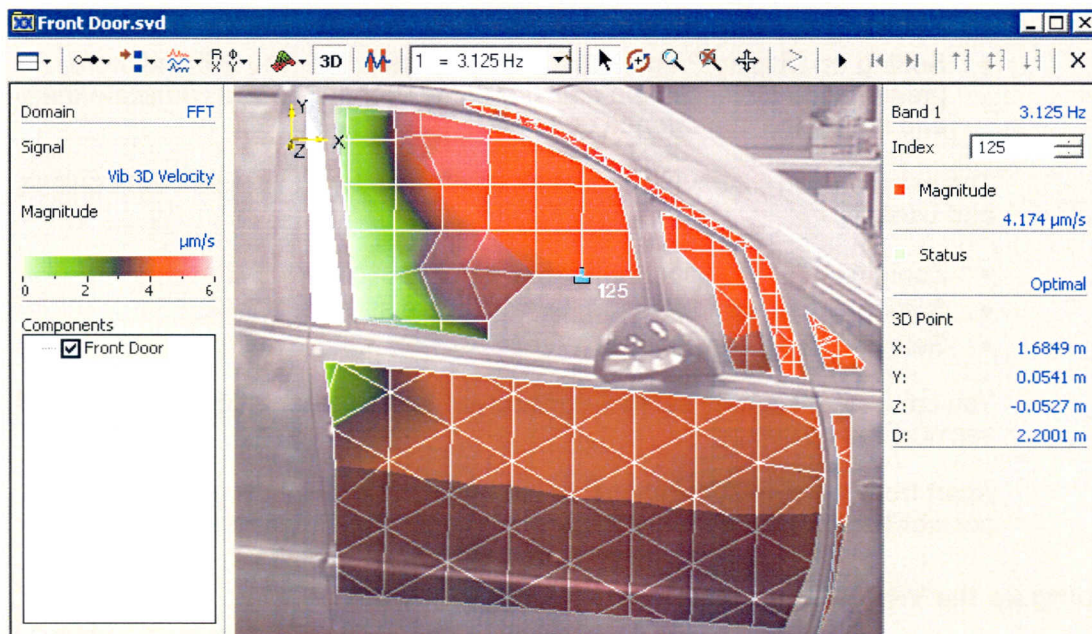 Front Door.svd
R φ
X Y
3D
1 = 3.125 Hz
Domain FFT
Signal
Vib 3D Velocity
Magnitude
µm/s
0 2 4 6
Components
Front Door
Y
X
Z
125
Band 1 3.125 Hz
Index 125
Magnitude
4.174 µm/s
Status
Optimal
3D Point
X: 1.6849 m
Y: 0.0541 m
Z: -0.0527 m
D: 2.2001 m